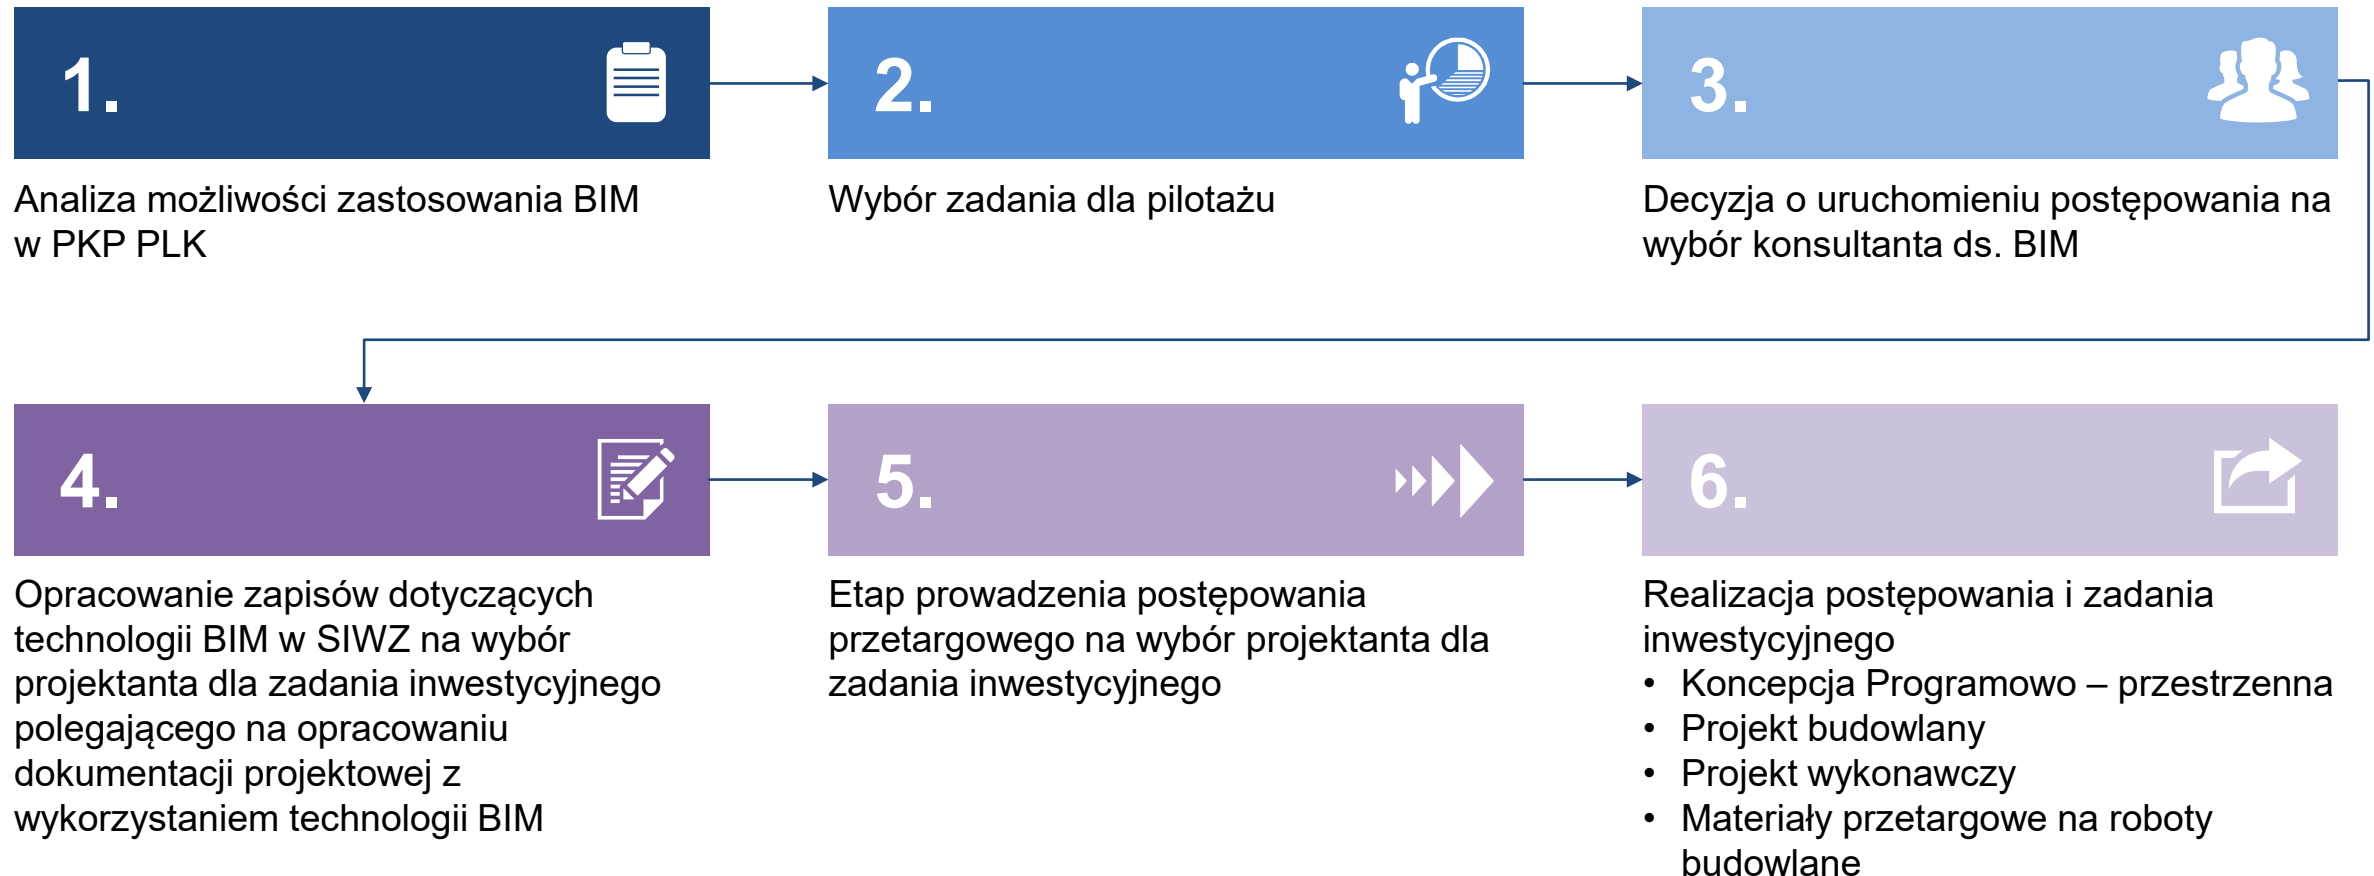 1.
Analiza możliwości zastosowania BIM
w PKP PLK
2.
Wybór zadania dla pilotażu
3.
Decyzja o uruchomieniu postępowania na
wybór konsultanta ds. BIM
4.
Opracowanie zapisów dotyczących
technologii BIM w SIWZ na wybór
projektanta dla zadania inwestycyjnego
polegającego na opracowaniu
dokumentacji projektowej z
wykorzystaniem technologii BIM
5.
Etap prowadzenia postępowania
przetargowego na wybór projektanta dla
zadania inwestycyjnego
6.
Realizacja postępowania i zadania
inwestycyjnego
• Koncepcja Programowo – przestrzenna
• Projekt budowlany
• Projekt wykonawczy
• Materiały przetargowe na roboty
budowlane